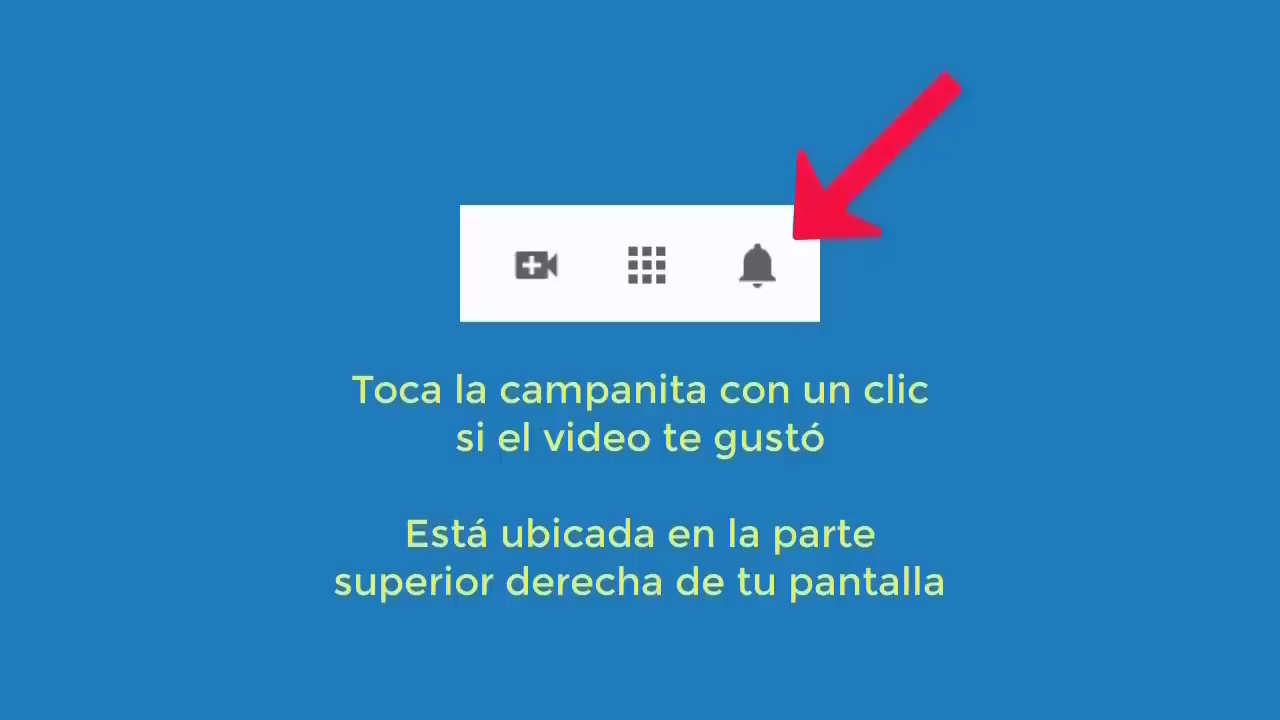 Toca la campanita con un clic
si el video te gustó
Está ubicada en la parte
superior derecha de tu pantalla